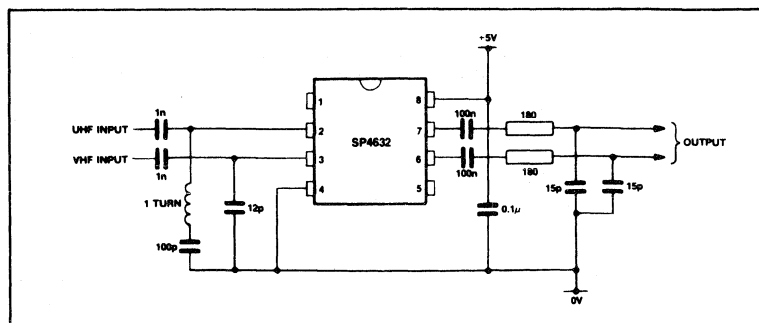 +5V
1n
UHF INPUT
VHF INPUT
1n
1 TURN
100p
12p
1
2
3
4
SP4632
8
7
6
5
100n
180
100n
180
OUTPUT
15p
15p
0.1μ
0V